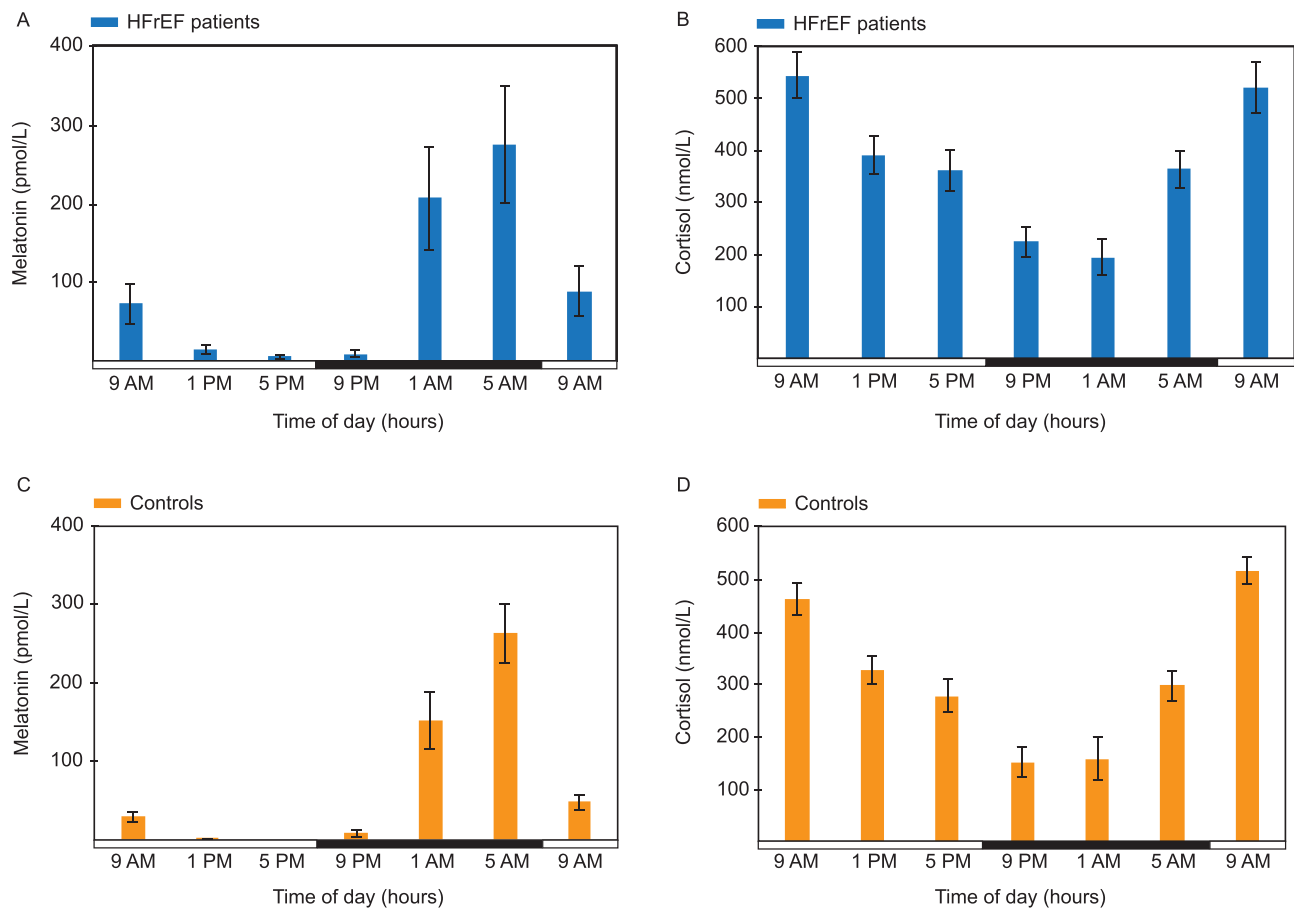 A
HFrEF patients
400
300
200
100
Melatonin (pmol/L)
9 AM 1 PM 5 PM 9 PM 1 AM 5 AM 9 AM
Time of day (hours)
B
HFrEF patients
600
500
400
300
200
100
Cortisol (nmol/L)
9 AM 1 PM 5 PM 9 PM 1 AM 5 AM 9 AM
Time of day (hours)
C
Controls
400
300
200
100
Melatonin (pmol/L)
9 AM 1 PM 5 PM 9 PM 1 AM 5 AM 9 AM
Time of day (hours)
D
Controls
600
500
400
300
200
100
Cortisol (nmol/L)
9 AM 1 PM 5 PM 9 PM 1 AM 5 AM 9 AM
Time of day (hours)